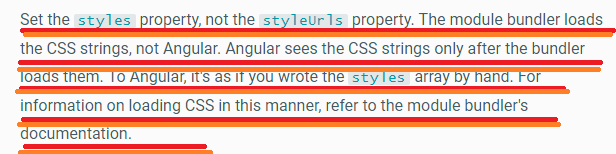 Set the styles property, not the styleUrls property. The module bundler loads
the CSS strings, not Angular. Angular sees the CSS strings only after the bundler
loads them. To Angular, it's as if you wrote the styles array by hand. For
information on loading CSS in this manner, refer to the module bundler's
documentation.